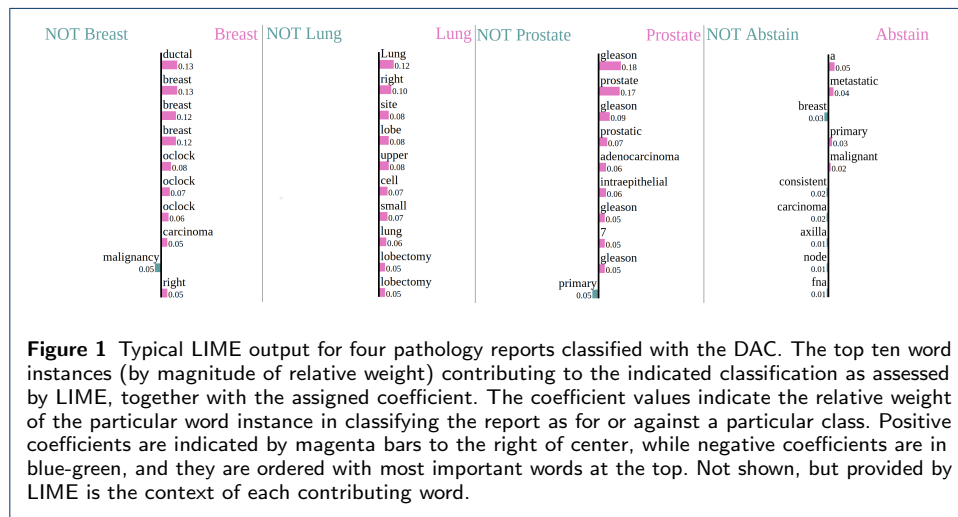 NOT Breast Breast NOT Lung Lung NOT Prostate Prostate NOT Abstain Abstain
ductal
0.13
breast
0.13
breast
0.12
breast
0.12
oclock
0.08
oclock
0.07
oclock
0.06
carcinoma
0.05
malignancy
0.05
right
0.05
Lung
0.12
right
0.10
site
0.08
lobe
0.08
upper
0.08
cell
0.07
small
0.07
lung
0.06
lobectomy
0.05
lobectomy
0.05
gleason
0.18
prostate
0.17
gleason
0.09
prostatic
0.07
adenocarcinoma
0.06
intraepithelial
0.06
gleason
0.05
7
0.05
gleason
0.05
primary
0.05
a
0.05
metastatic
0.04
breast
0.03
primary
0.03
malignant
0.02
consistent
0.02
carcinoma
0.02
axilla
0.01
node
0.01
fna
0.01
Figure 1 Typical LIME output for four pathology reports classified with the DAC. The top ten word
instances (by magnitude of relative weight) contributing to the indicated classification as assessed
by LIME, together with the assigned coefficient. The coefficient values indicate the relative weight
of the particular word instance in classifying the report as for or against a particular class. Positive
coefficients are indicated by magenta bars to the right of center, while negative coefficients are in
blue-green, and they are ordered with most important words at the top. Not shown, but provided by
LIME is the context of each contributing word.